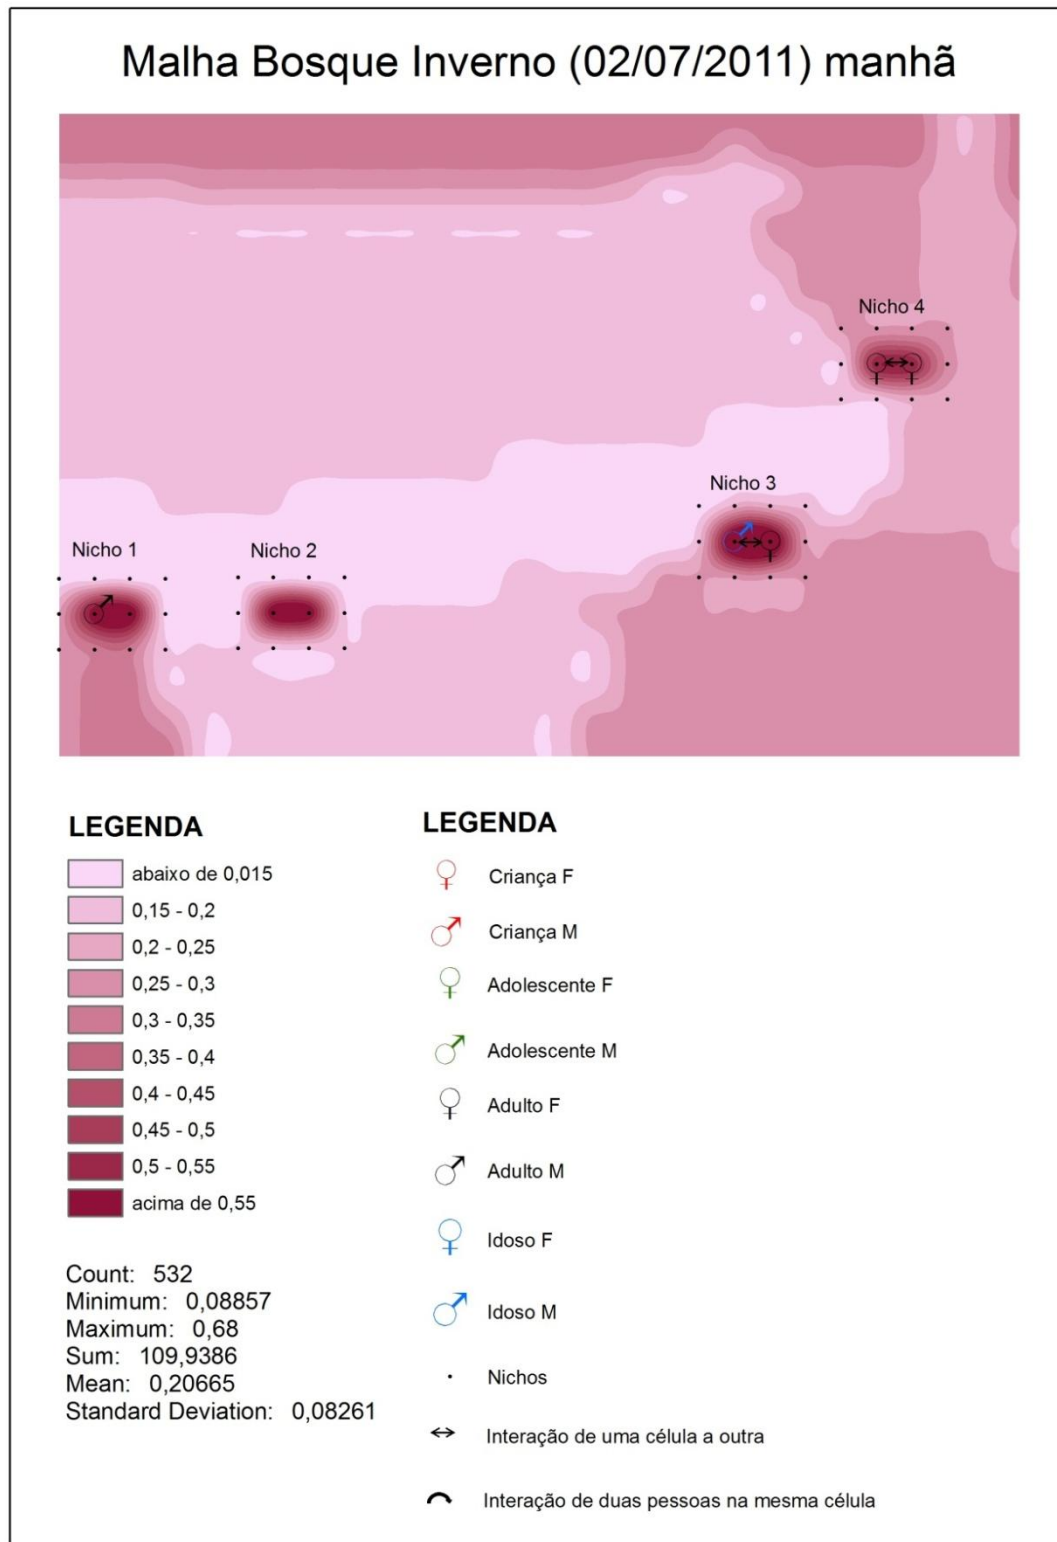 Malha Bosque Inverno (02/07/2011) manhã
Nicho 4
Nicho 3
Nicho 1
Nicho 2
LEGENDA
abaixo de 0,015
0,15 - 0,2
0,2 - 0,25
0,25 - 0,3
0,3 - 0,35
0,35 - 0,4
0,4 - 0,45
0,45 - 0,5
0,5 - 0,55
acima de 0,55
Count: 532
Minimum: 0,08857
Maximum: 0,68
Sum: 109,9386
Mean: 0,20665
Standard Deviation: 0,08261
LEGENDA
Criança F
Criança M
Adolescente F
Adolescente M
Adulto F
Adulto M
Idoso F
Idoso M
Nichos
Interação de uma célula a outra
Interação de duas pessoas na mesma célula